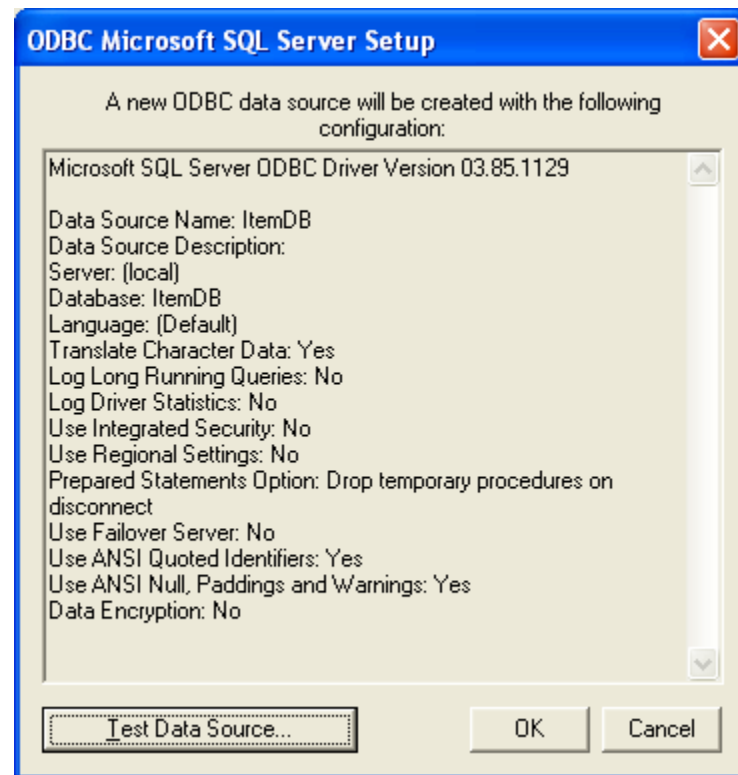 ODBC Microsoft SQL Server Setup
A new ODBC data source will be created with the following
configuration:
Microsoft SQL Server ODBC Driver Version 03.85.1129
Data Source Name: ItemDB
Data Source Description:
Server: (local)
Database: ItemDB
Language: (Default)
Translate Character Data: Yes
Log Long Running Queries: No
Log Driver Statistics: No
Use Integrated Security: No
Use Regional Settings: No
Prepared Statements Option: Drop temporary procedures on
disconnect
Use Failover Server: No
Use ANSI Quoted Identifiers: Yes
Use ANSI Null, Paddings and Warnings: Yes
Data Encryption: No
Test Data Source...
OK
Cancel